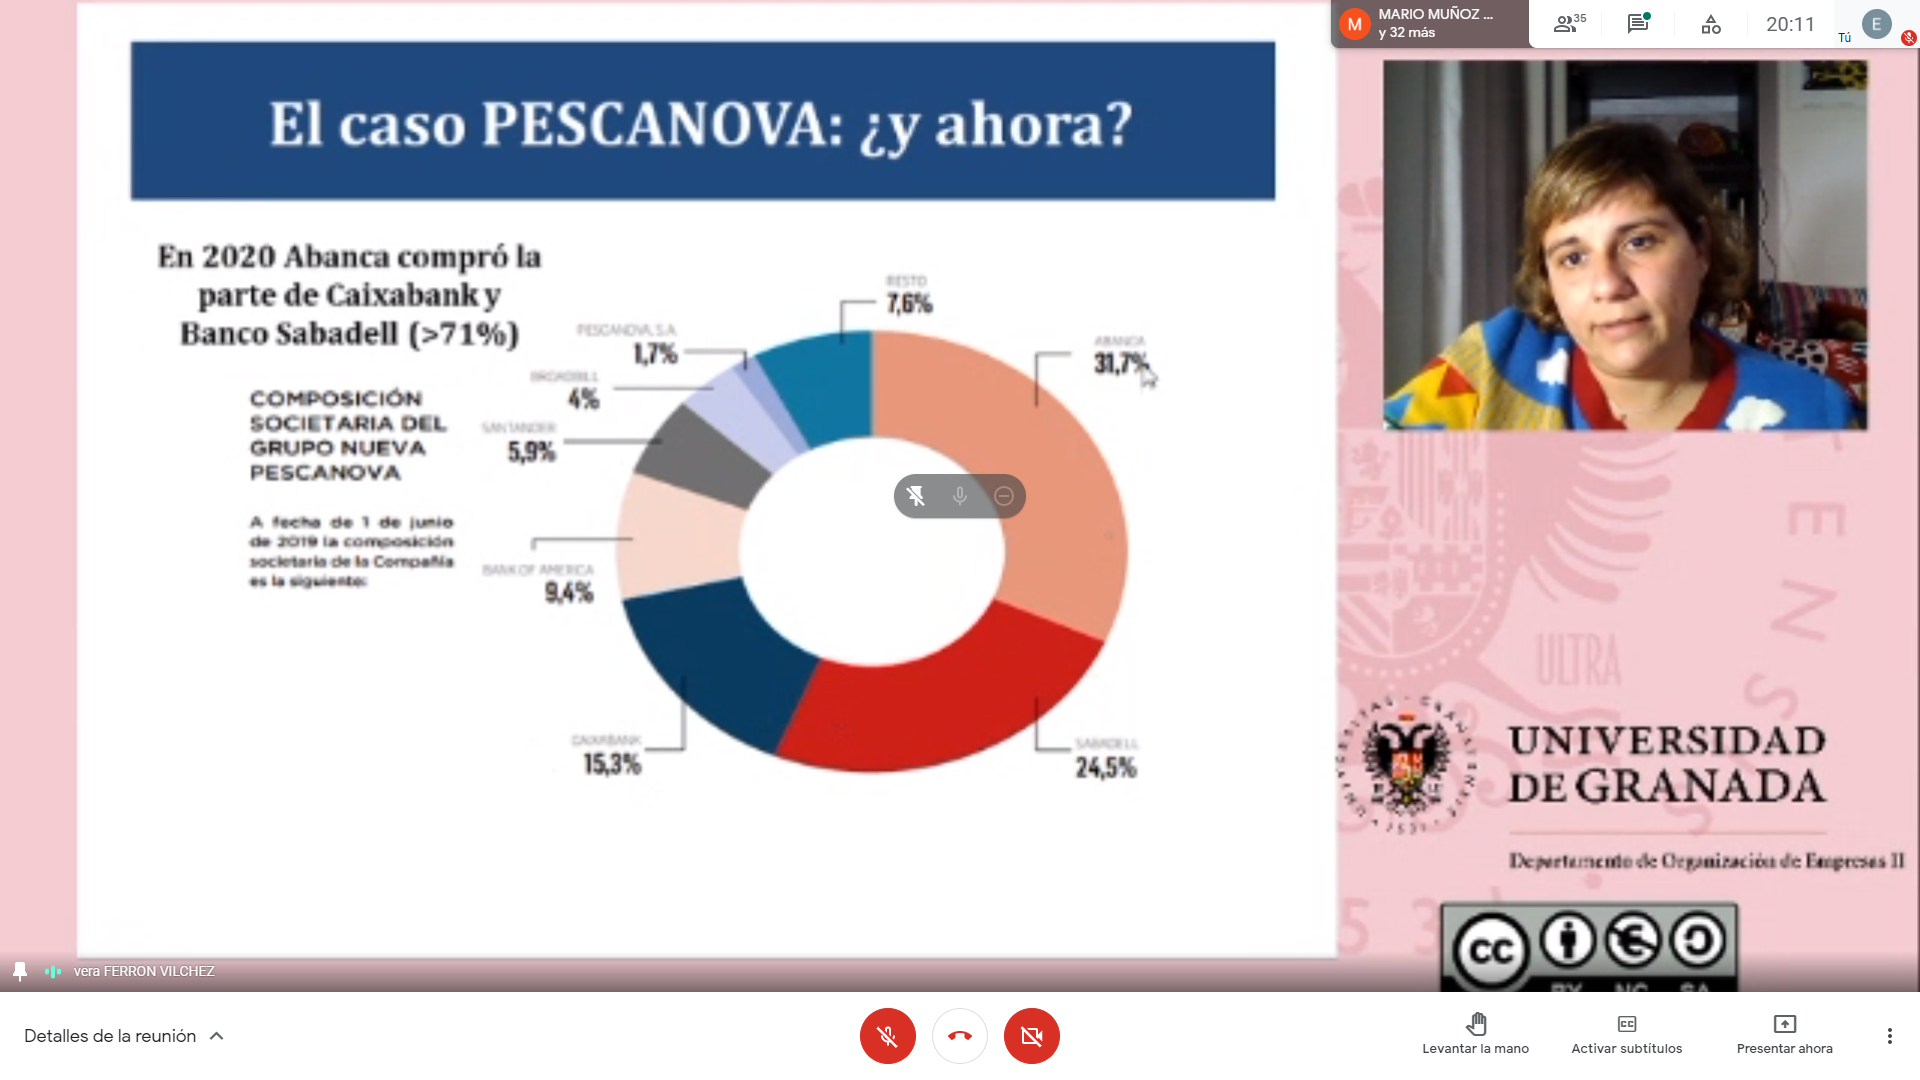 El caso PESCANOVA: ¿y ahora?
En 2020 Abanca compró la
parte de Caixabank y
Banco Sabadell (>71%)
COMPOSICIÓN
SOCIETARIA DEL
GRUPO NUEVA
PESCANOVA
A fecha de 1 de junio
de 2019 la composición
societaria de la Compañía
es la siguiente:
RESTO
7,6%
PESCANOVA, S.A.
1,7%
BROADBILL
4%
SANTANDER
5,9%
BANK OF AMERICA
9,4%
CAIXABANK
15,3%
ABANCA
31,7%
SABADELL
24,5%
MARIO MUÑOZ ...
y 32 más
M
35
20:11
Tú
E
ULTRA
UNIVERSIDAD
DE GRANADA
Departamento de Organización de Empresas II
cc
BY NC SA
vera FERRON VILCHEZ
Detalles de la reunión
Levantar la mano
Activar subtítulos
Presentar ahora